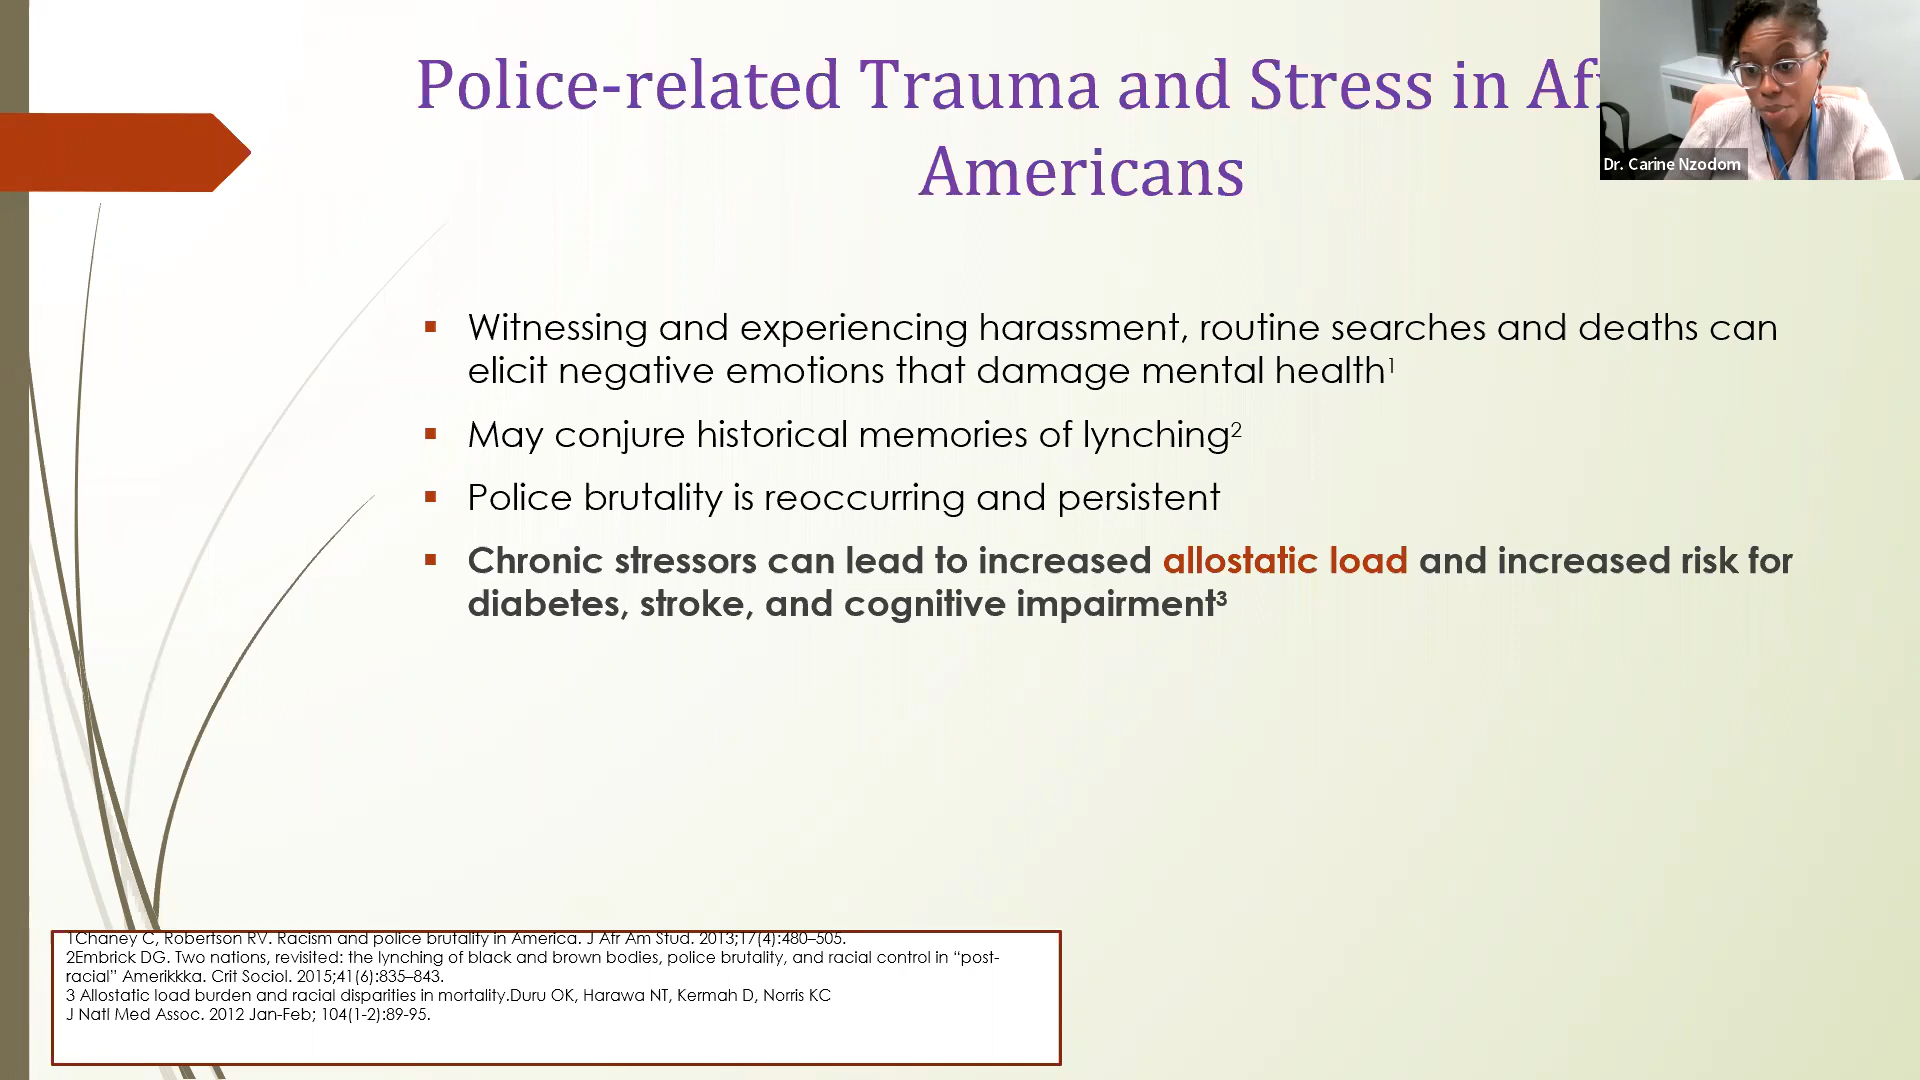 Police-related Trauma and Stress in Af
Americans
Dr. Carine Nzodom
▪ Witnessing and experiencing harassment, routine searches and deaths can
elicit negative emotions that damage mental health¹
▪ May conjure historical memories of lynching²
▪ Police brutality is reoccurring and persistent
▪ Chronic stressors can lead to increased allostatic load and increased risk for
diabetes, stroke, and cognitive impairment³
1Chaney C, Robertson RV. Racism and police brutality in America. J Afr Am Stud. 2013;17(4):480–505.
2Embrick DG. Two nations, revisited: the lynching of black and brown bodies, police brutality, and racial control in “post-
racial” Amerikkka. Crit Sociol. 2015;41(6):835–843.
3 Allostatic load burden and racial disparities in mortality.Duru OK, Harawa NT, Kermah D, Norris KC
J Natl Med Assoc. 2012 Jan-Feb; 104(1-2):89-95.